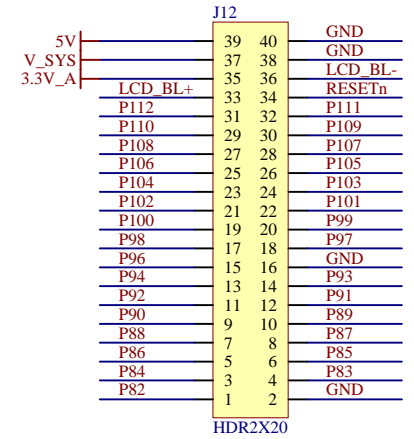 J12
5V 39 40 GND
V_SYS 37 38 GND
3.3V_A 35 36 LCD_BL-
LCD_BL+ 33 34 RESETn
P112 31 32 P111
P110 29 30 P109
P108 27 28 P107
P106 25 26 P105
P104 23 24 P103
P102 21 22 P101
P100 19 20 P99
P98 17 18 P97
P96 15 16 GND
P94 13 14 P93
P92 11 12 P91
P90 9 10 P89
P88 7 8 P87
P86 5 6 P85
P84 3 4 P83
P82 1 2 GND
HDR2X20